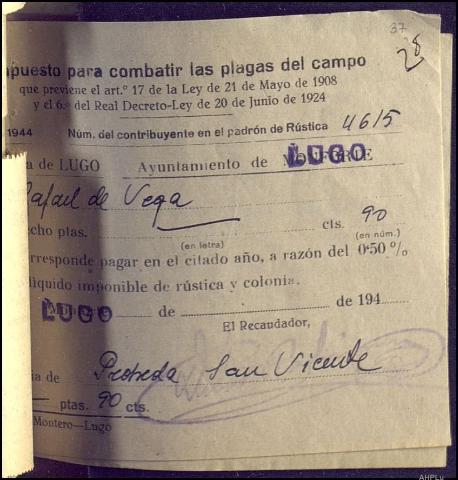 37
28
puesto para combatir las plagas del campo
que previene el art.º 17 de la Ley de 21 de Mayo de 1908
y el 6.º del Real Decreto-Ley de 20 de Junio de 1924
1944 Núm. del contribuyente en el padrón de Rústica 4615
a de LUGO Ayuntamiento de LUGO
Rafael de Vega
cho ptas. cts. 90
(en letra) (en núm.)
rresponde pagar en el citado año, a razón del 0'50 %
líquido imponible de rústica y colonia.
LUGO de de 194
El Recaudador,
ia de San Vicente
ptas. 90 cts.
Montero—Lugo
AHPLu